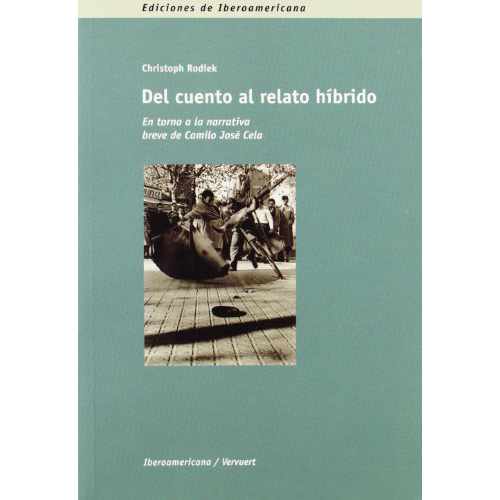 Ediciones de Iberoamericana
Christoph Rodiek
Del cuento al relato híbrido
En torno a la narrativa
breve de Camilo José Cela
Iberoamericana / Vervuert